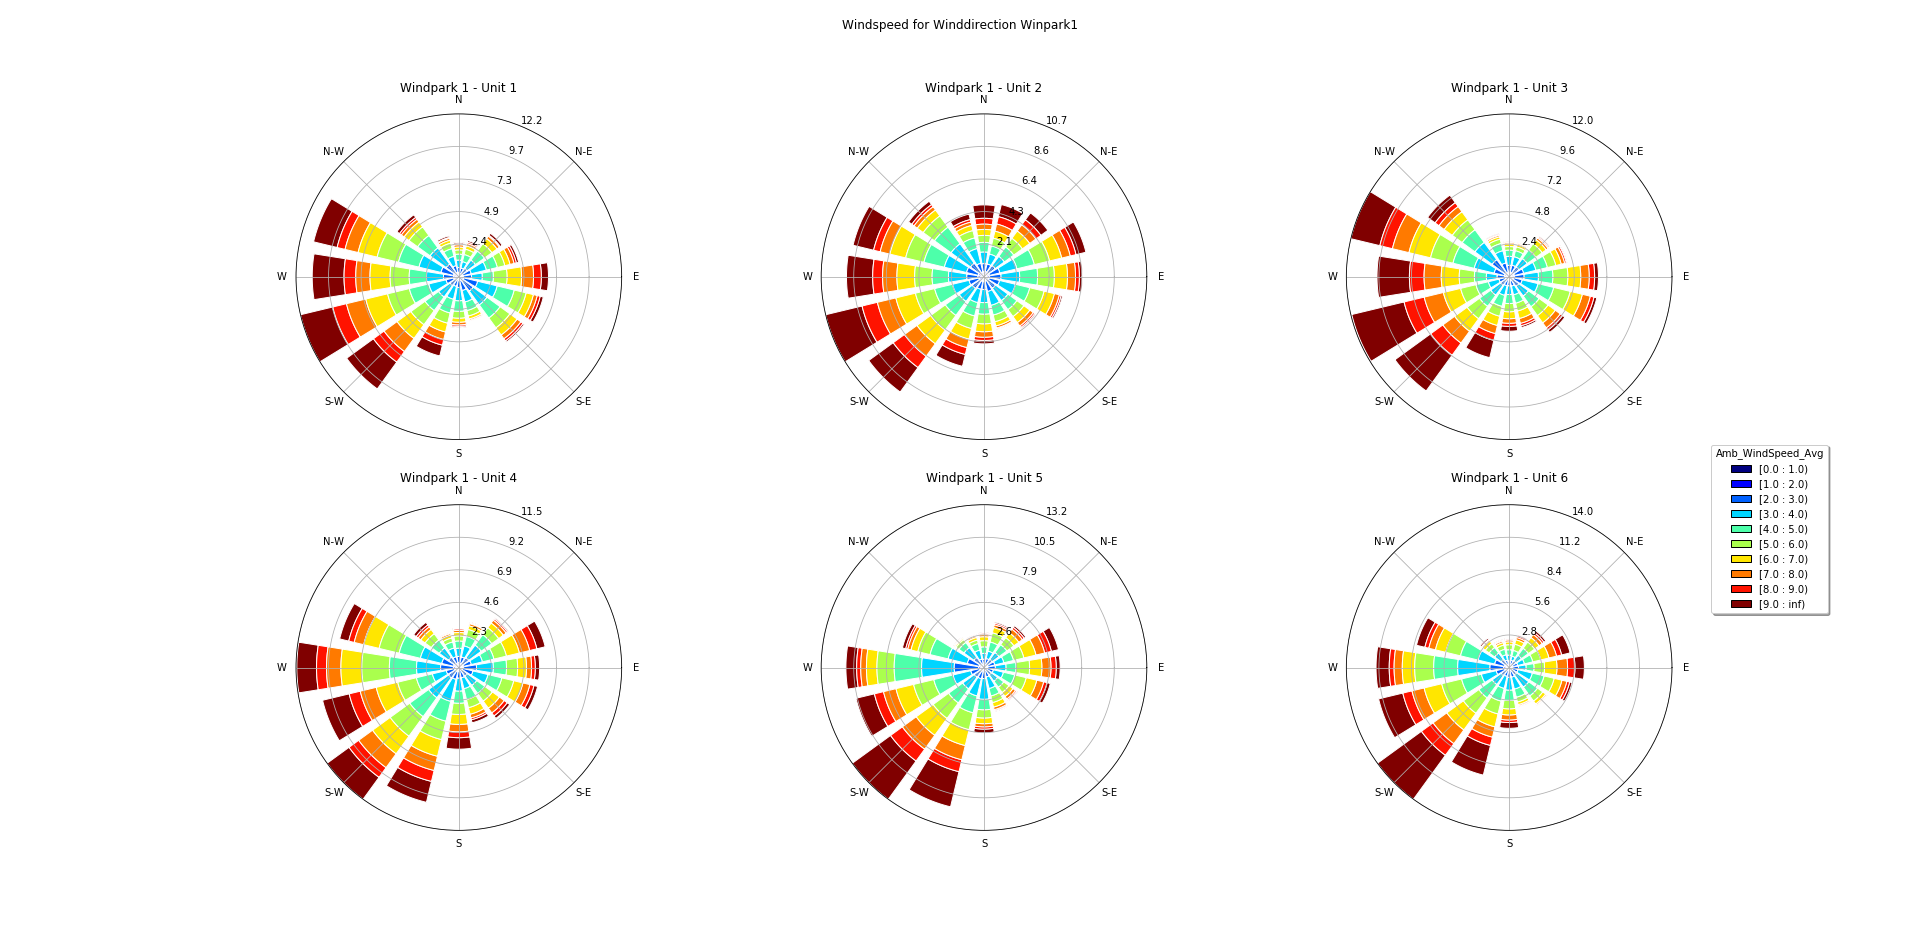 Windspeed for Winddirection Winpark1
Windpark 1 - Unit 1
N
N-E
E
S-E
S
S-W
W
N-W
2.4
4.9
7.3
9.7
12.2
Windpark 1 - Unit 2
N
N-E
E
S-E
S
S-W
W
N-W
2.1
4.3
6.4
8.6
10.7
Windpark 1 - Unit 3
N
N-E
E
S-E
S
S-W
W
N-W
2.4
4.8
7.2
9.6
12.0
Windpark 1 - Unit 4
N
N-E
E
S-E
S
S-W
W
N-W
2.3
4.6
6.9
9.2
11.5
Windpark 1 - Unit 5
N
N-E
E
S-E
S
S-W
W
N-W
2.6
5.3
7.9
10.5
13.2
Windpark 1 - Unit 6
N
N-E
E
S-E
S
S-W
W
N-W
2.8
5.6
8.4
11.2
14.0
Amb_WindSpeed_Avg
[0.0 : 1.0)
[1.0 : 2.0)
[2.0 : 3.0)
[3.0 : 4.0)
[4.0 : 5.0)
[5.0 : 6.0)
[6.0 : 7.0)
[7.0 : 8.0)
[8.0 : 9.0)
[9.0 : inf)